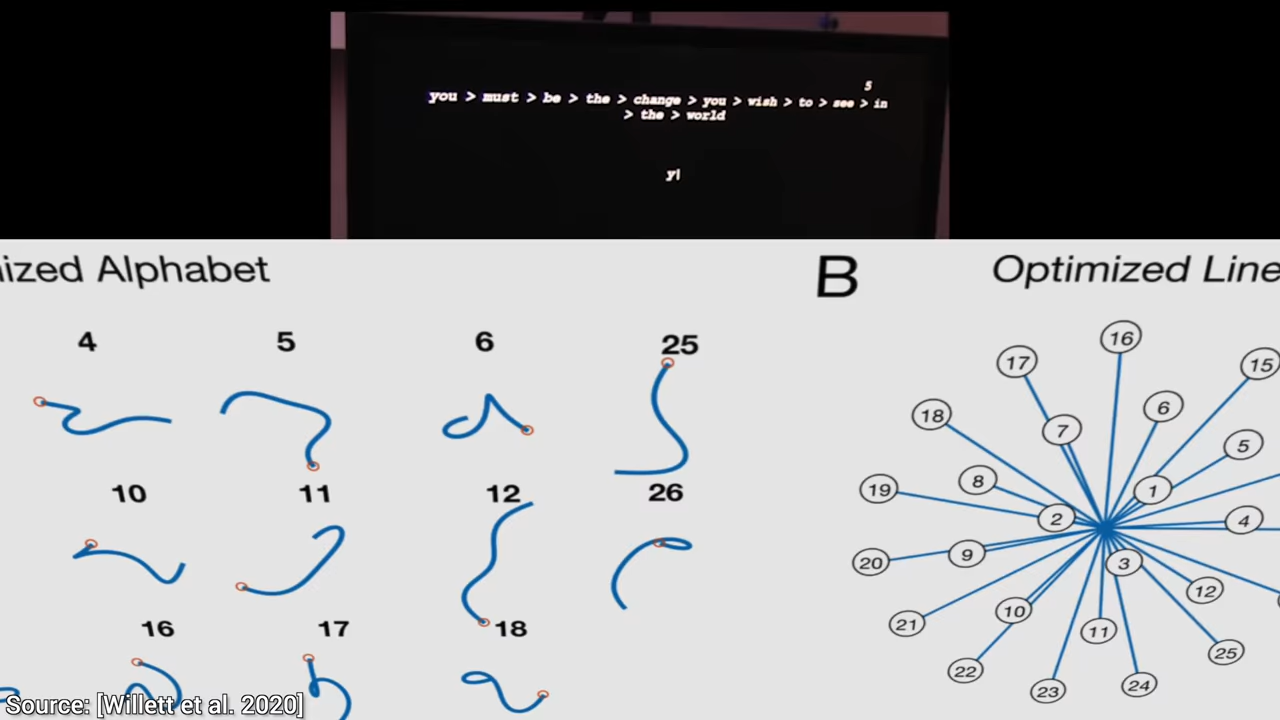 5
you > must > be > the > change > you > wish > to > see > in
> the > world
y|
ized Alphabet
B
Optimized Line
4 5 6 25
10 11 12 26
16 17 18
16
17
15
6
18
7
5
8
19
1
2
4
9
20
3
12
10
21
11
25
22
24
23
Source: [Willett et al. 2020]